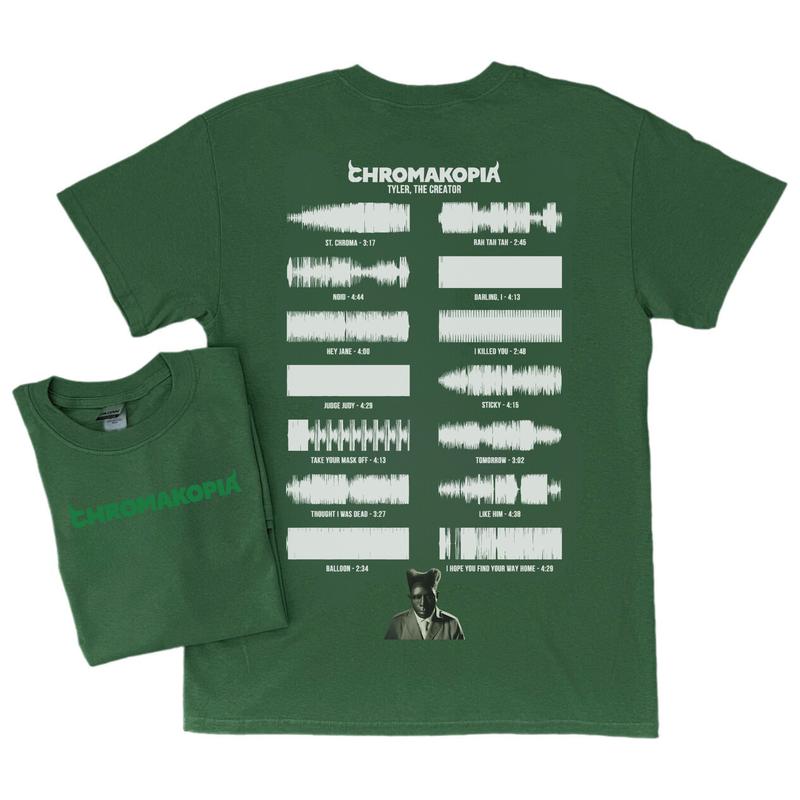 CHROMAKOPIA
TYLER, THE CREATOR
ST. CHROMA - 3:17
RAH TAH TAH - 2:45
NOID - 4:44
DARLING, I - 4:13
HEY JANE - 4:00
I KILLED YOU - 2:48
JUDGE JUDY - 4:29
STICKY - 4:15
TAKE YOUR MASK OFF - 4:13
TOMORROW - 3:02
THOUGHT I WAS DEAD - 3:27
LIKE HIM - 4:38
BALLOON - 2:34
I HOPE YOU FIND YOUR WAY HOME - 4:29
CHROMAKOPIA